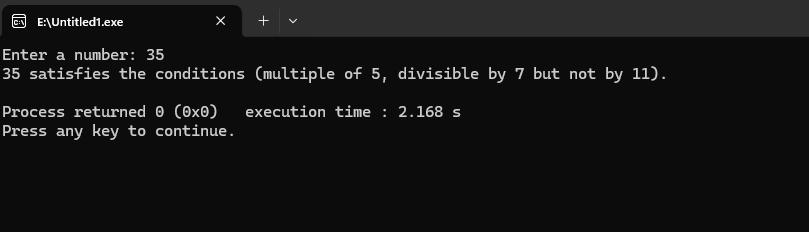 E:\Untitled1.exe
Enter a number: 35
35 satisfies the conditions (multiple of 5, divisible by 7 but not by 11).
Process returned 0 (0x0)   execution time : 2.168 s
Press any key to continue.